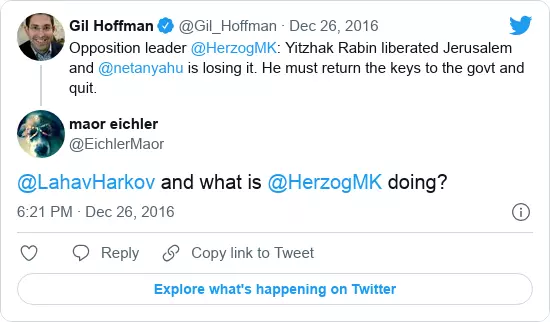 Gil Hoffman @Gil_Hoffman · Dec 26, 2016
Opposition leader @HerzogMK: Yitzhak Rabin liberated Jerusalem
and @netanyahu is losing it. He must return the keys to the govt and
quit.
maor eichler
@EichlerMaor
@LahavHarkov and what is @HerzogMK doing?
6:21 PM · Dec 26, 2016
Reply Copy link to Tweet
Explore what's happening on Twitter